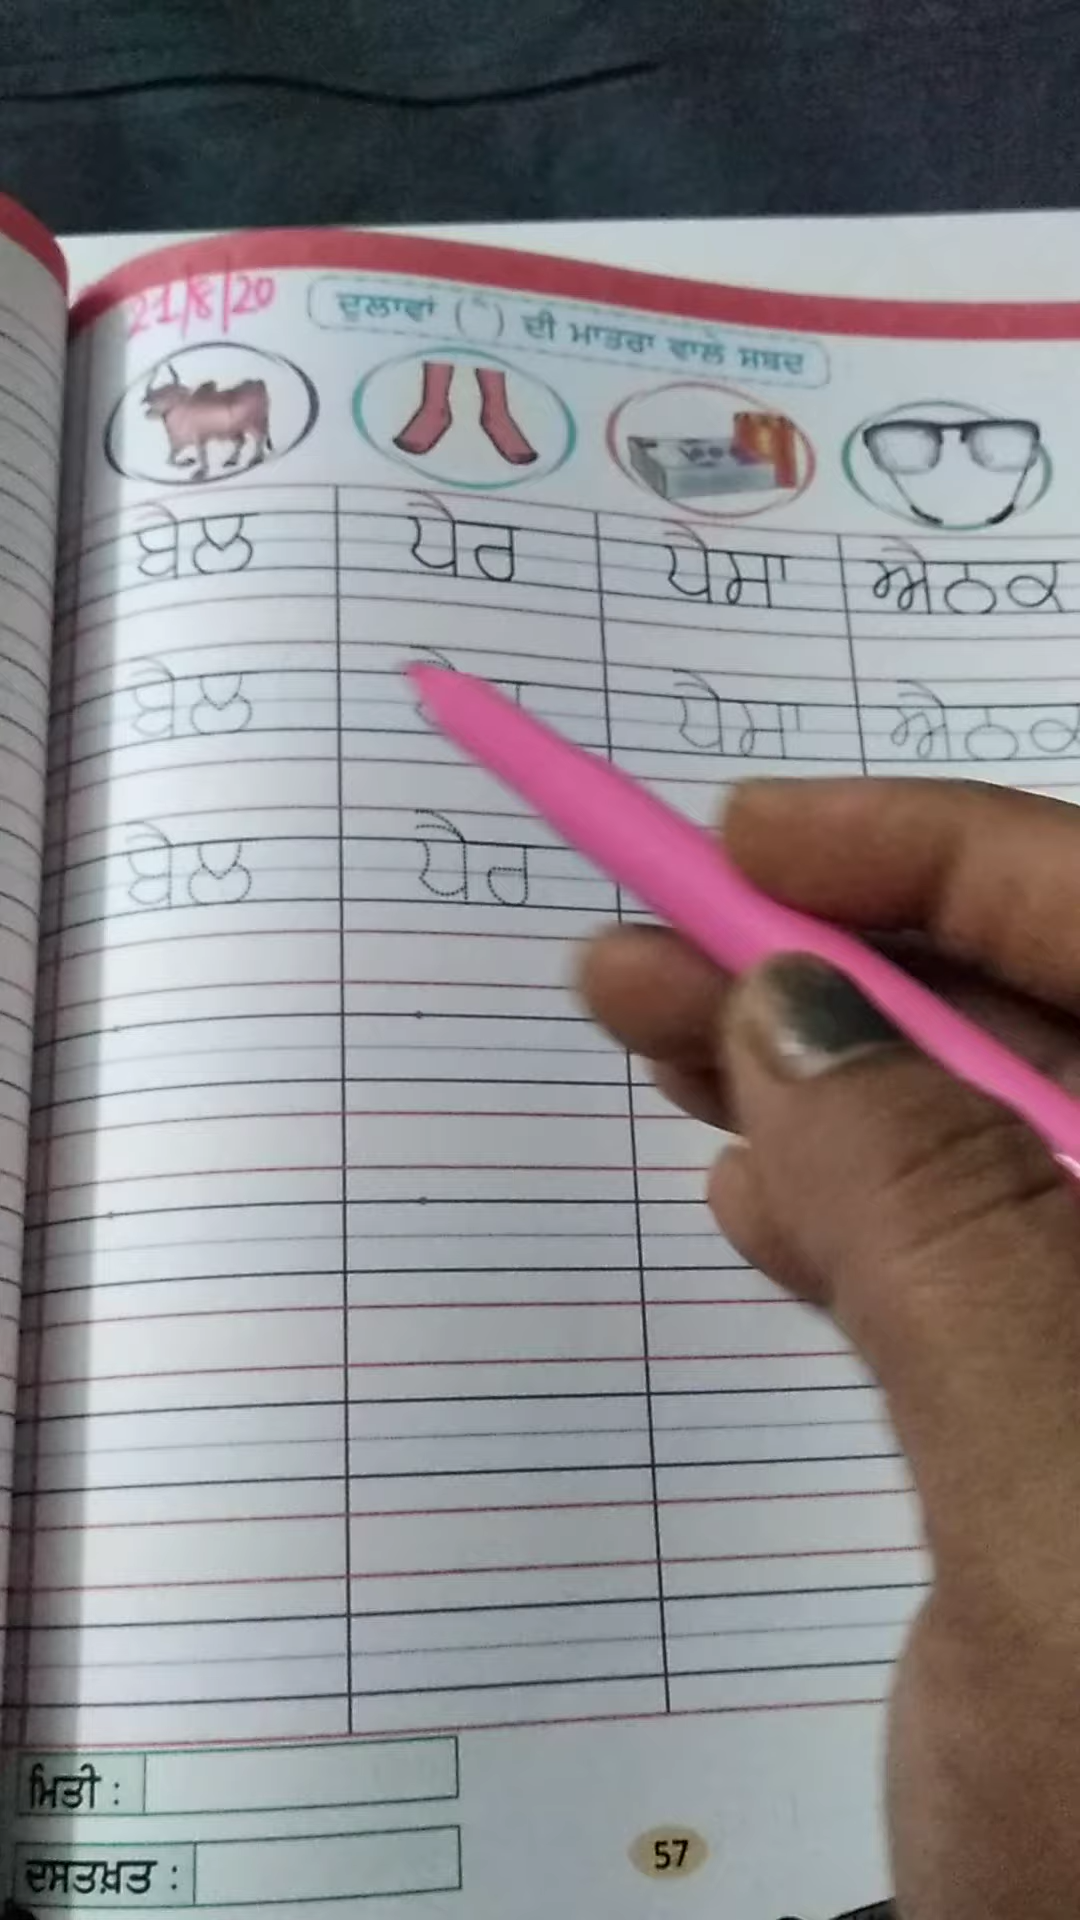 21/8/20
ਦੁਲਾਵਾਂ ( ੈ ) ਦੀ ਮਾਤਰਾ ਵਾਲੇ ਸ਼ਬਦ
ਬੈਲ ਪੈਰ ਪੈਸਾ ਐਨਕ
ਬੈਲ ਪੈਸਾ ਐਨਕ
ਬੈਲ ਪੈਰ
ਮਿਤੀ :
ਦਸਤਖ਼ਤ :
57